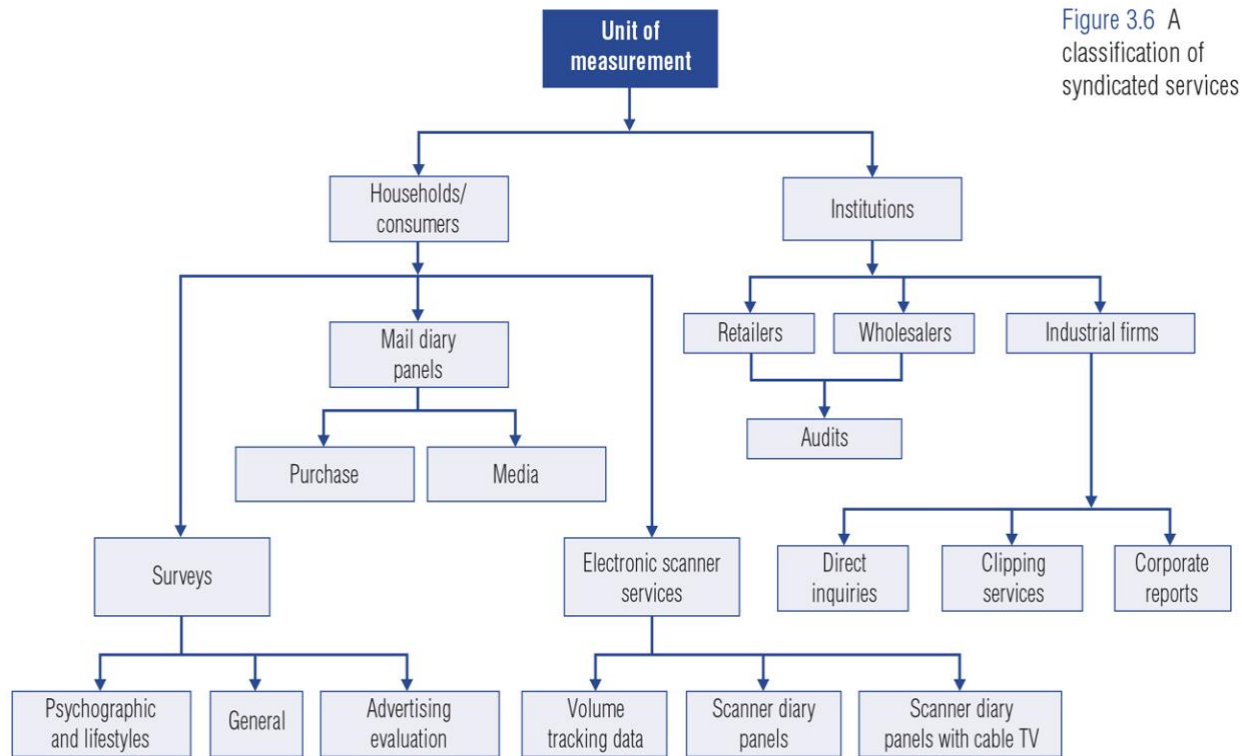 Figure 3.6 A
classification of
syndicated services
Unit of
measurement
Households/
consumers
Institutions
Mail diary
panels
Retailers
Wholesalers
Industrial firms
Purchase
Media
Audits
Surveys
Electronic scanner
services
Direct
inquiries
Clipping
services
Corporate
reports
Psychographic
and lifestyles
General
Advertising
evaluation
Volume
tracking data
Scanner diary
panels
Scanner diary
panels with cable TV